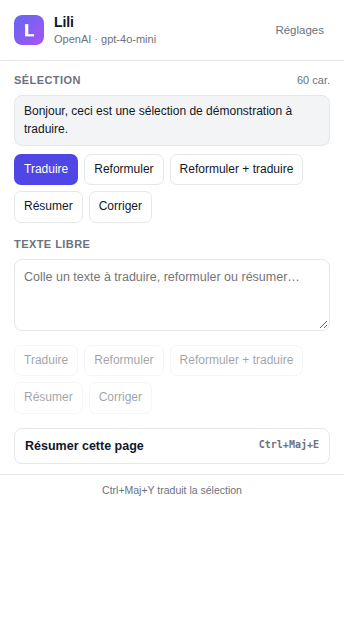 L
Lili
OpenAI · gpt-4o-mini
Réglages
SÉLECTION
60 car.
Bonjour, ceci est une sélection de démonstration à
traduire.
Traduire
Reformuler
Reformuler + traduire
Résumer
Corriger
TEXTE LIBRE
Colle un texte à traduire, reformuler ou résumer…
Traduire
Reformuler
Reformuler + traduire
Résumer
Corriger
Résumer cette page
Ctrl+Maj+E
Ctrl+Maj+Y traduit la sélection